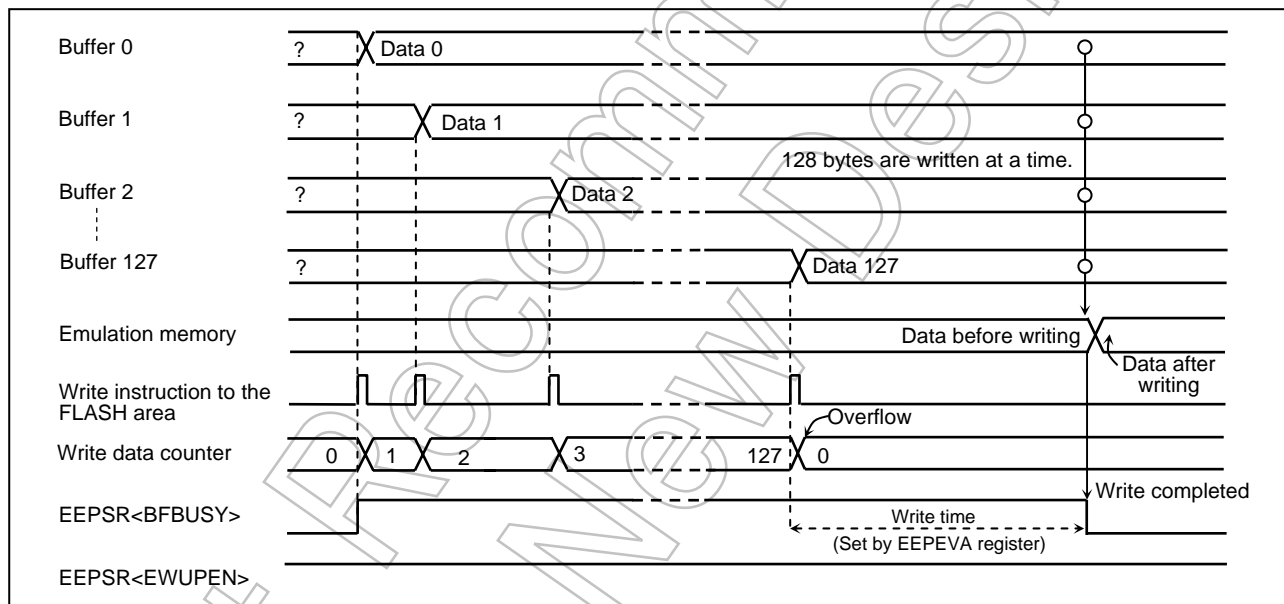 Buffer 0
? Data 0
Buffer 1
? Data 1
128 bytes are written at a time.
Buffer 2
? Data 2
Buffer 127
? Data 127
Emulation memory
Data before writing
Data after
writing
Write instruction to the
FLASH area
Overflow
Write data counter
0 1 2 3 127 0
Write completed
EEPSR<BFBUSY>
Write time
(Set by EEPEVA register)
EEPSR<EWUPEN>
Recomm
New Des